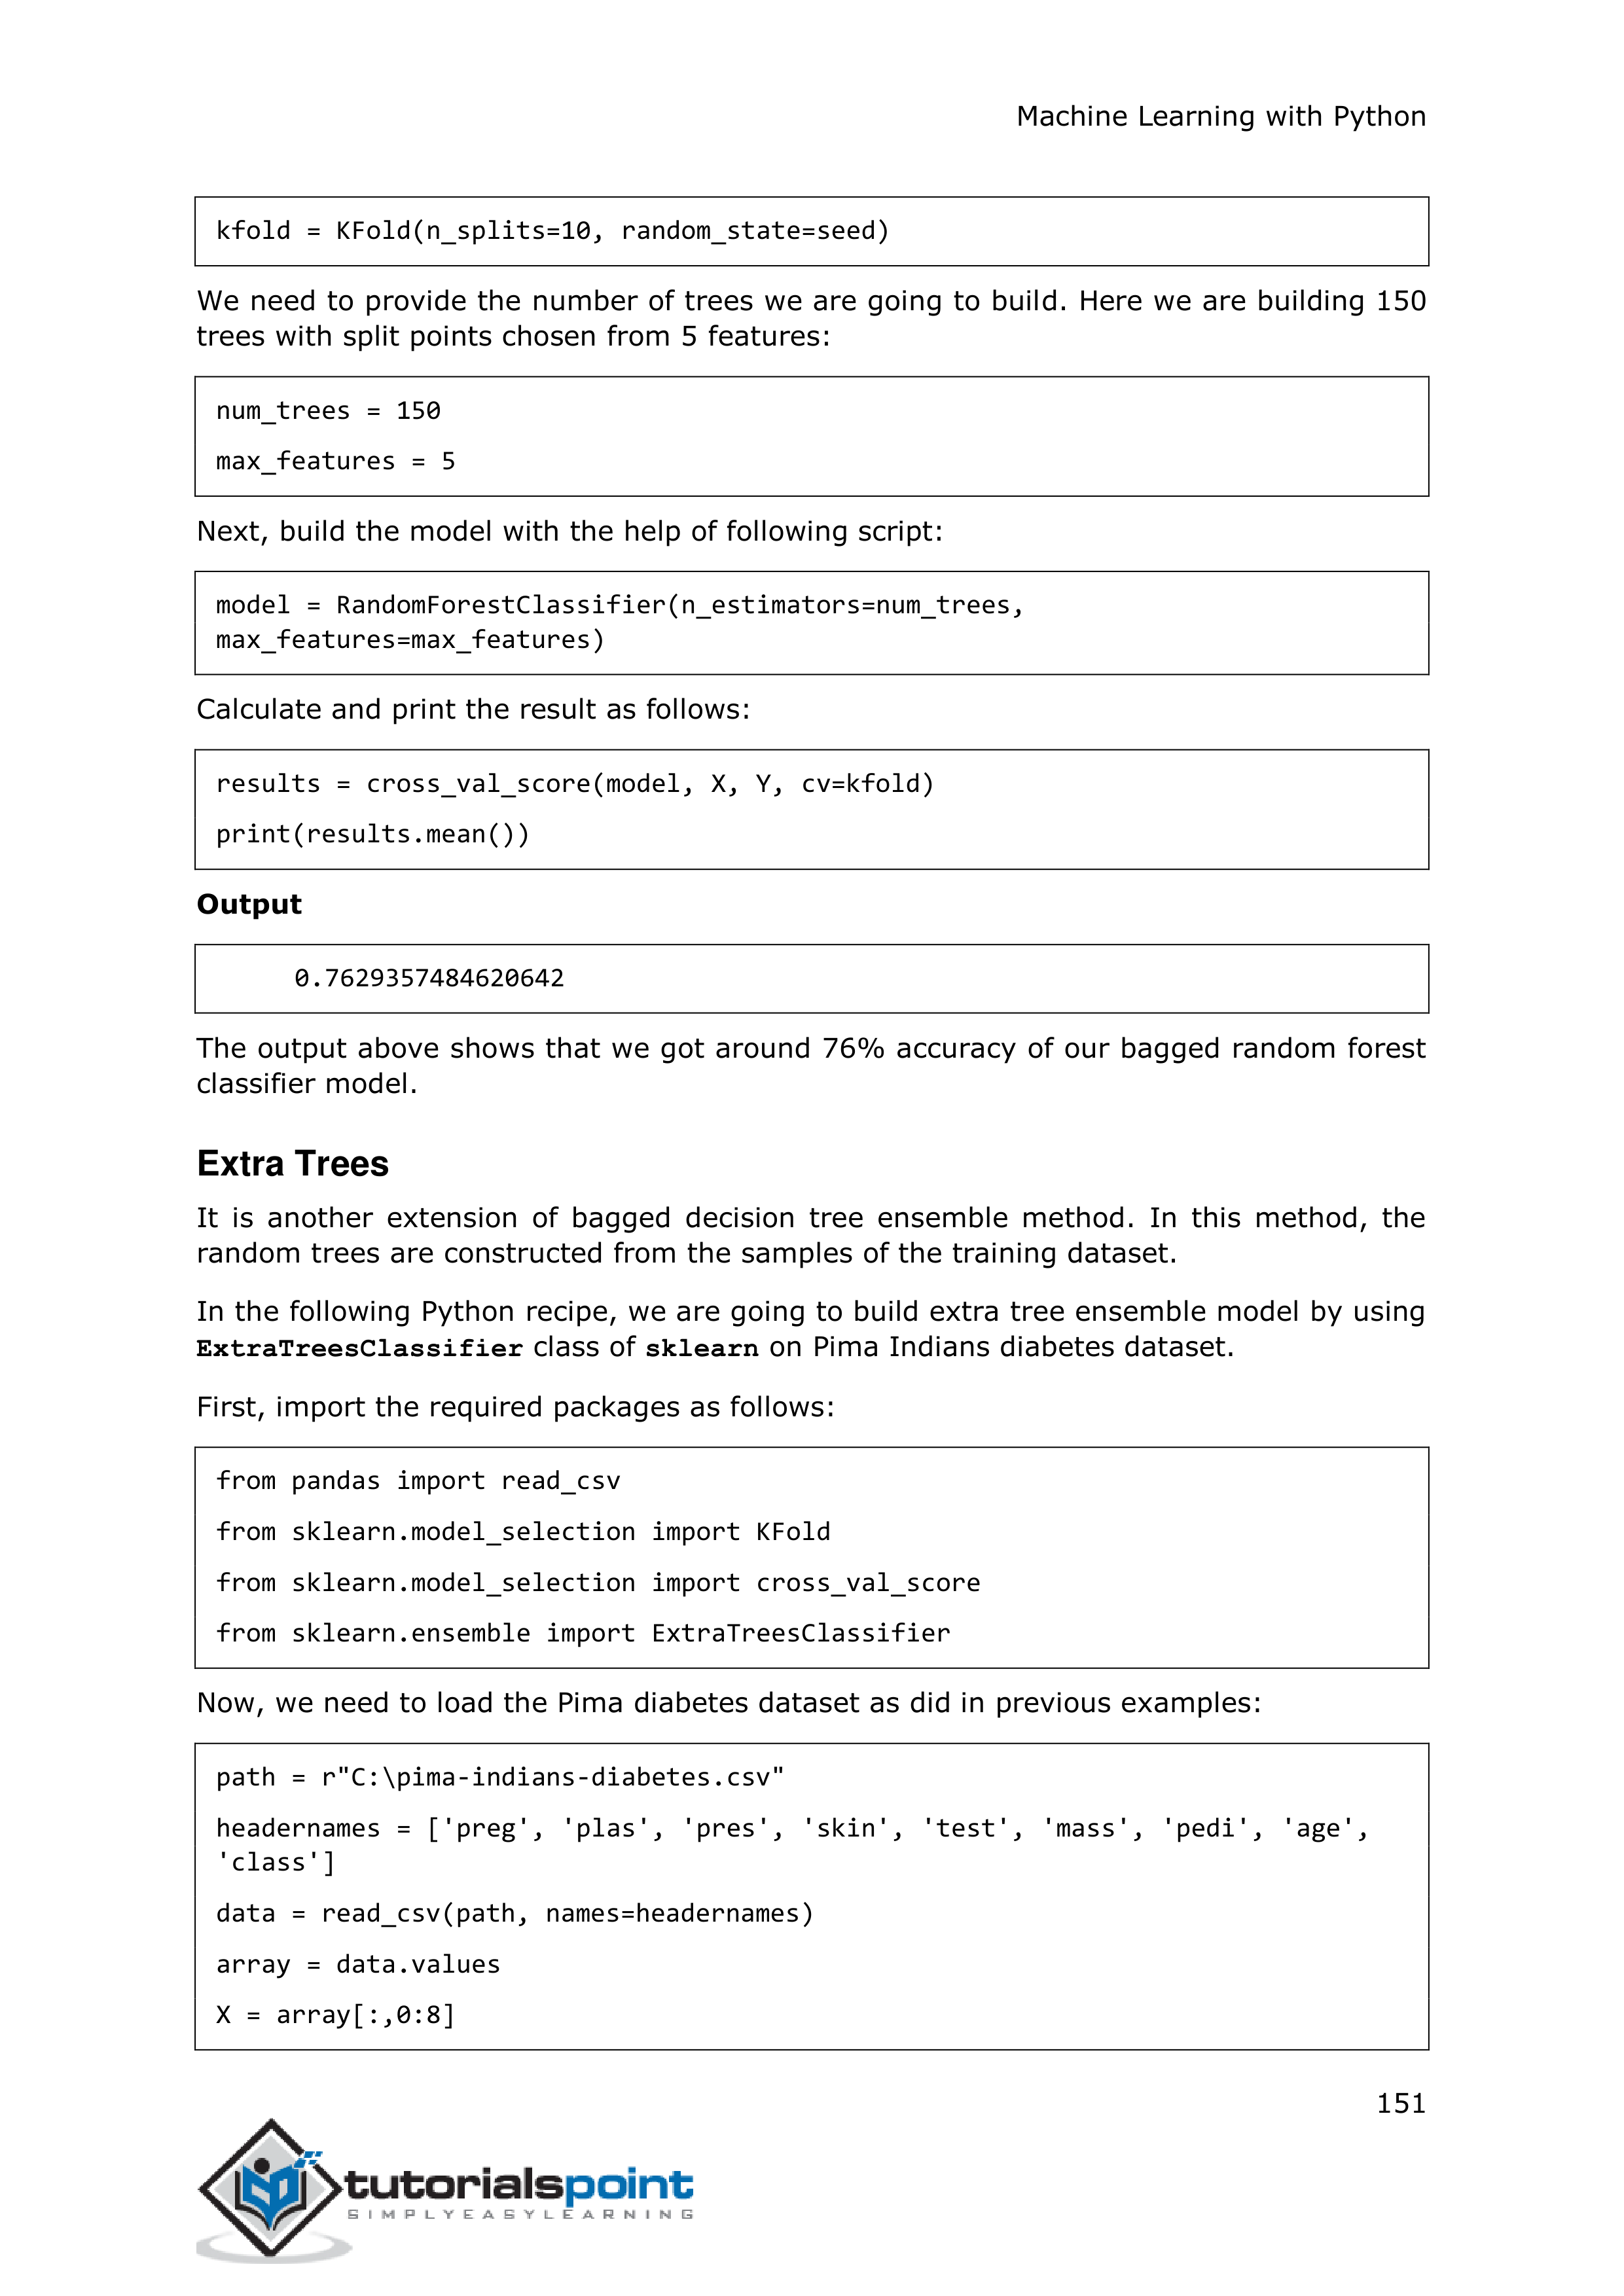 Machine Learning with Python
kfold = KFold(n_splits=10, random_state=seed)
We need to provide the number of trees we are going to build. Here we are building 150
trees with split points chosen from 5 features:
num_trees = 150
max_features = 5
Next, build the model with the help of following script:
model = RandomForestClassifier(n_estimators=num_trees,
max_features=max_features)
Calculate and print the result as follows:
results = cross_val_score(model, X, Y, cv=kfold)
print(results.mean())
Output
0.7629357484620642
The output above shows that we got around 76% accuracy of our bagged random forest
classifier model.
Extra Trees
It is another extension of bagged decision tree ensemble method. In this method, the
random trees are constructed from the samples of the training dataset.
In the following Python recipe, we are going to build extra tree ensemble model by using
ExtraTreesClassifier class of sklearn on Pima Indians diabetes dataset.
First, import the required packages as follows:
from pandas import read_csv
from sklearn.model_selection import KFold
from sklearn.model_selection import cross_val_score
from sklearn.ensemble import ExtraTreesClassifier
Now, we need to load the Pima diabetes dataset as did in previous examples:
path = r"C:\pima-indians-diabetes.csv"
headernames = ['preg', 'plas', 'pres', 'skin', 'test', 'mass', 'pedi', 'age',
'class']
data = read_csv(path, names=headernames)
array = data.values
X = array[:,0:8]
151
tutorialspoint
SIMPLYEASYLEARNING